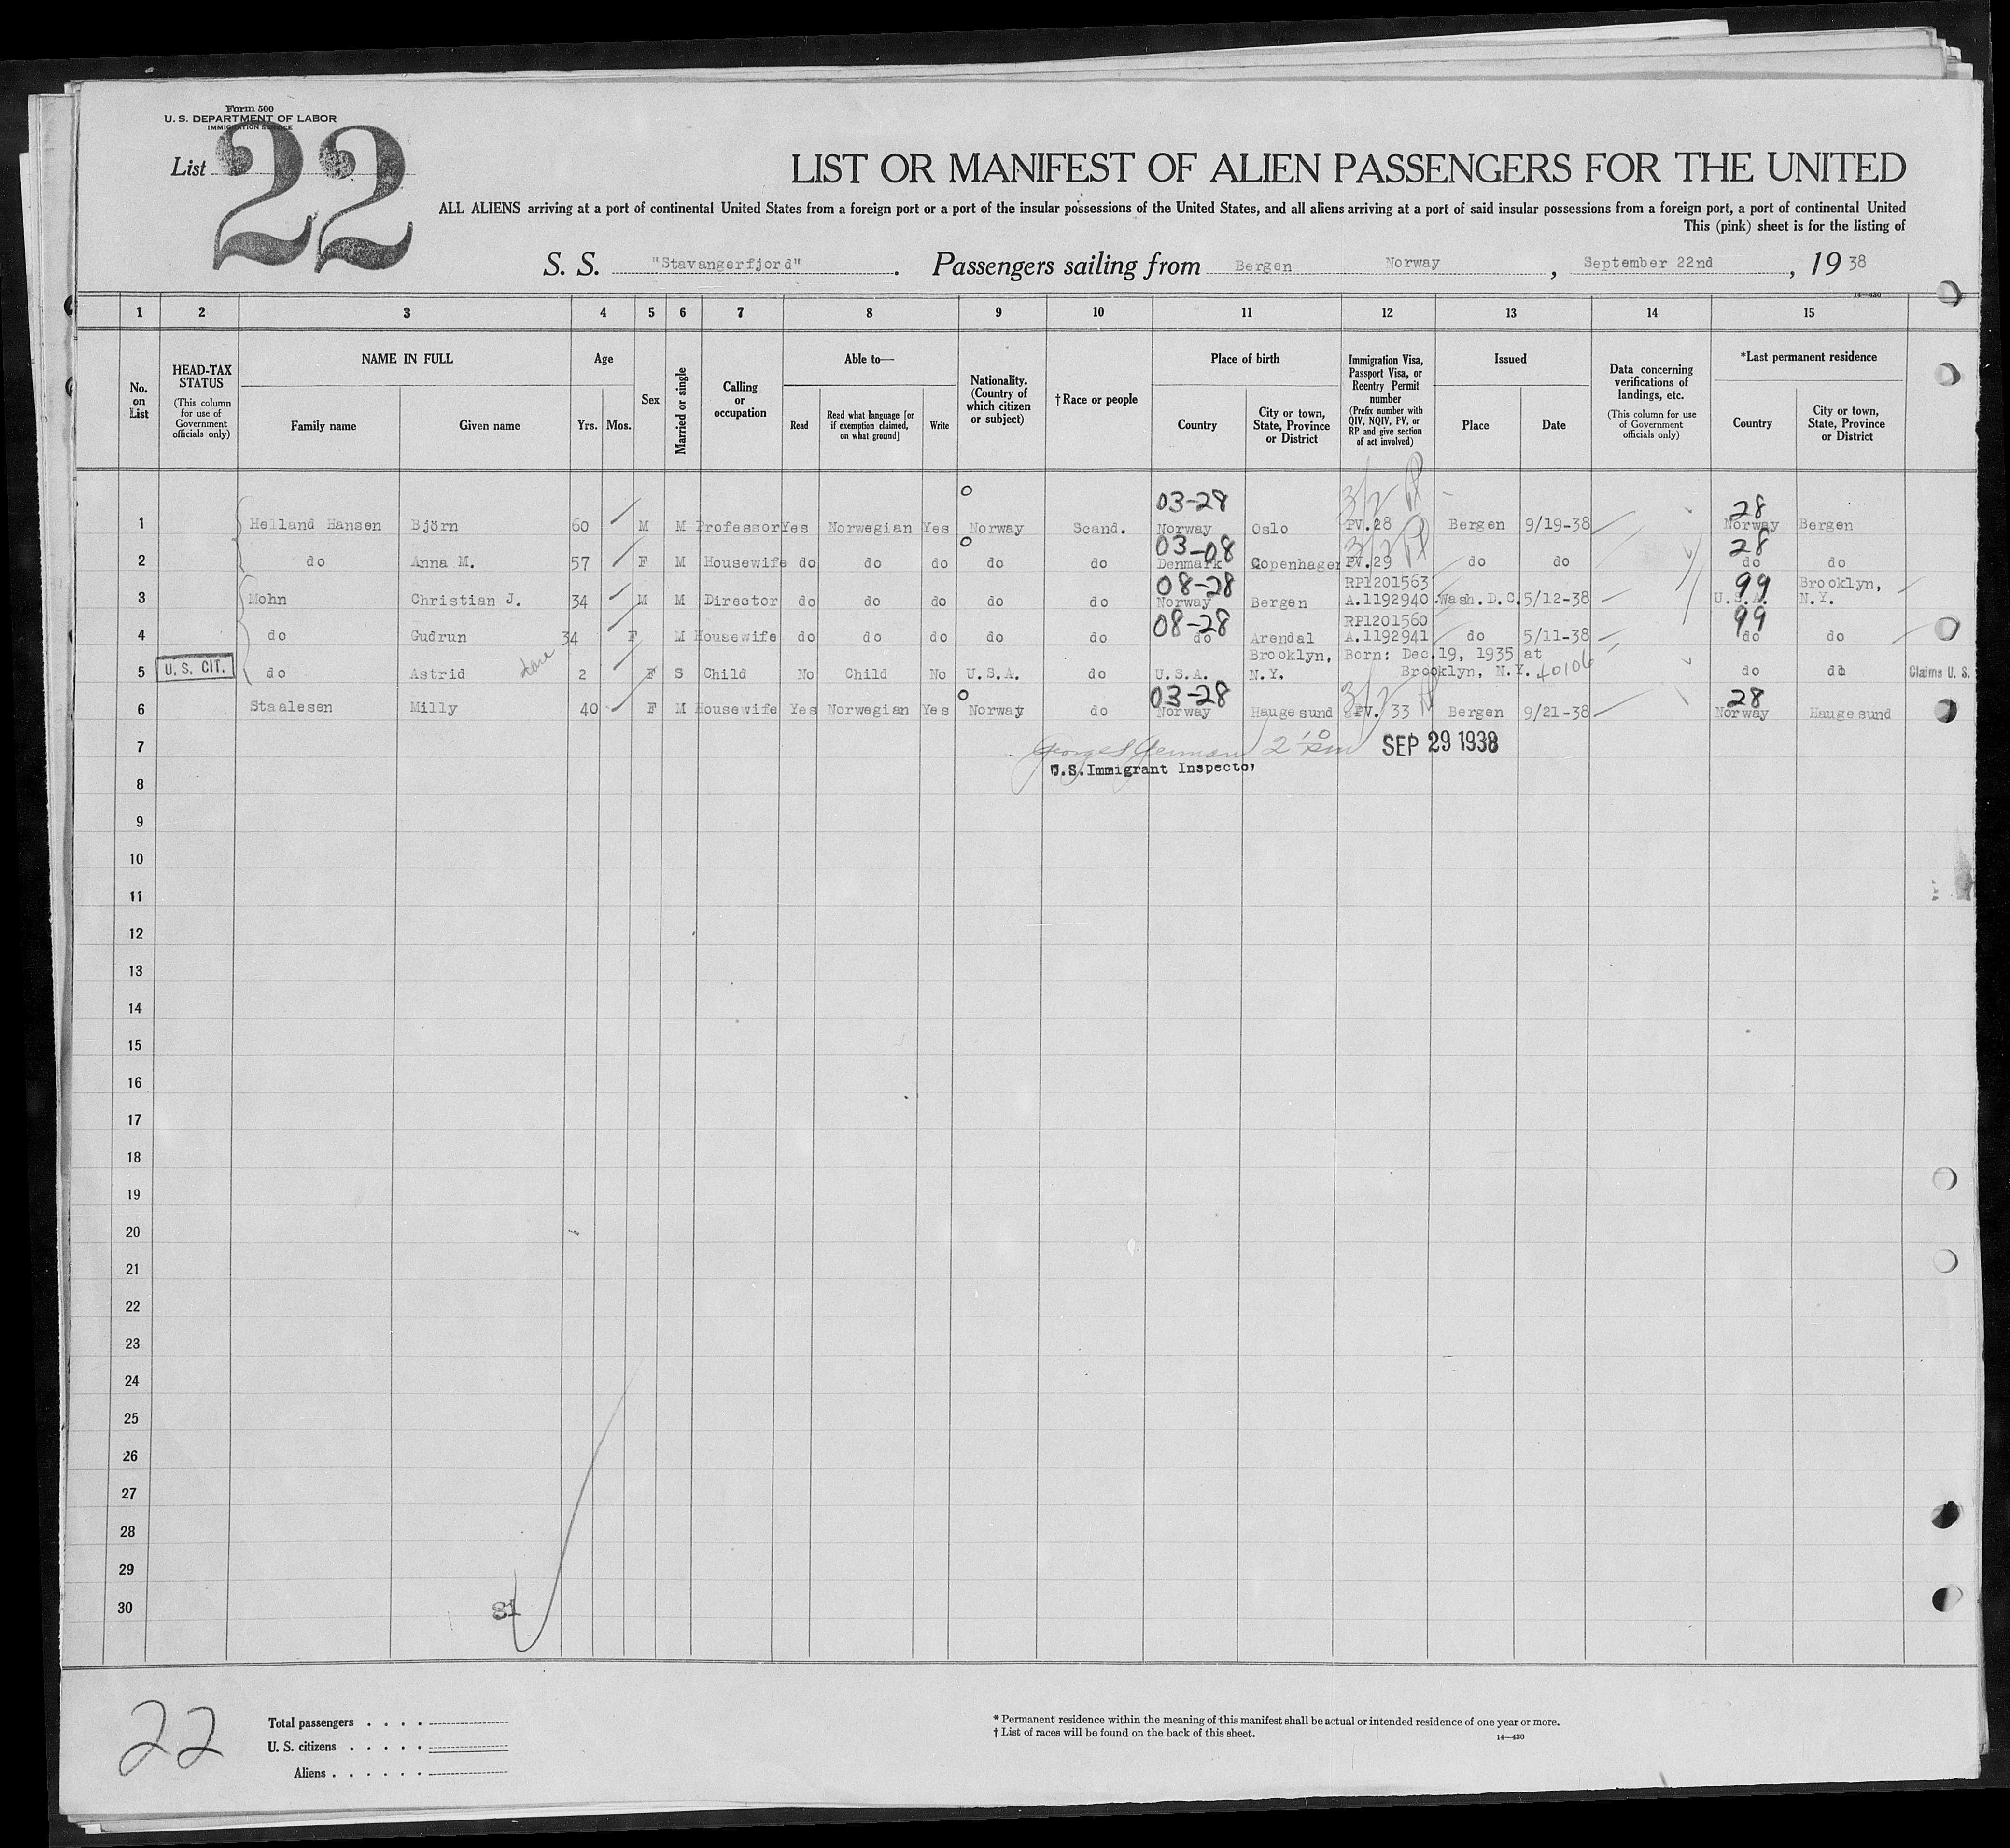 Form 500
U. S. DEPARTMENT OF LABOR
IMMIGRATION SERVICE
List 22
LIST OR MANIFEST OF ALIEN PASSENGERS FOR THE UNITED
ALL ALIENS arriving at a port of continental United States from a foreign port or a port of the insular possessions of the United States, and all aliens arriving at a port of said insular possessions from a foreign port, a port of continental United
This (pink) sheet is for the listing of
S. S. "Stavangerfjord". Passengers sailing from Bergen Norway, September 22nd, 19 38
14—430
1 2 3 4 5 6 7 8 9 10 11 12 13 14 15
No. on List
HEAD-TAX STATUS
(This column for use of Government officials only)
NAME IN FULL
Family name Given name
Age
Yrs. Mos.
Sex
Married or single
Calling or occupation
Able to—
Read
Read what language [or if exemption claimed, on what ground]
Write
Nationality. (Country of which citizen or subject)
†Race or people
Place of birth
Country
City or town, State, Province or District
Immigration Visa, Passport Visa, or Reentry Permit number
(Prefix number with QIV, NQIV, PV, or RP and give section of act involved)
Issued
Place Date
Data concerning verifications of landings, etc.
(This column for use of Government officials only)
*Last permanent residence
Country
City or town, State, Province or District
03-28 3/2 28
1 Helland Hansen Björn 60 M M Professor Yes Norwegian Yes Norway Scand. Norway Oslo PV.28 Bergen 9/19-38 Norway Bergen
03-08 3/2 28
2 do Anna M. 57 F M Housewife do do do do do Denmark Copenhagen PV.29 do do do do
08-28 RP1201563 99 Brooklyn,
3 Mohn Christian J. 34 M M Director do do do do do Norway Bergen A.1192940 Wash.D.C. 5/12-38 U.S.A. N.Y.
08-28 RP1201560 99
4 do Gudrun 34 F M Housewife do do do do do do Arendal A.1192941 do 5/11-38 do do
Brooklyn, Born: Dec.19, 1935 at
5 U. S. CIT. do Astrid 2 F S Child No Child No U.S.A. do U.S.A. N.Y. Brooklyn, N.Y. 40106 do do Claims U. S.
03-28 3/2 28
6 Staalesen Milly 40 F M Housewife Yes Norwegian Yes Norway do Norway Haugesund PV. 33 Bergen 9/21-38 Norway Haugesund
7 SEP 29 1938
U.S.Immigrant Inspector
8
9
10
11
12
13
14
15
16
17
18
19
20
21
22
23
24
25
26
27
28
29
30
81
22
Total passengers . . . .
U. S. citizens . . . . .
Aliens . . . . . .
* Permanent residence within the meaning of this manifest shall be actual or intended residence of one year or more.
† List of races will be found on the back of this sheet.
14—430